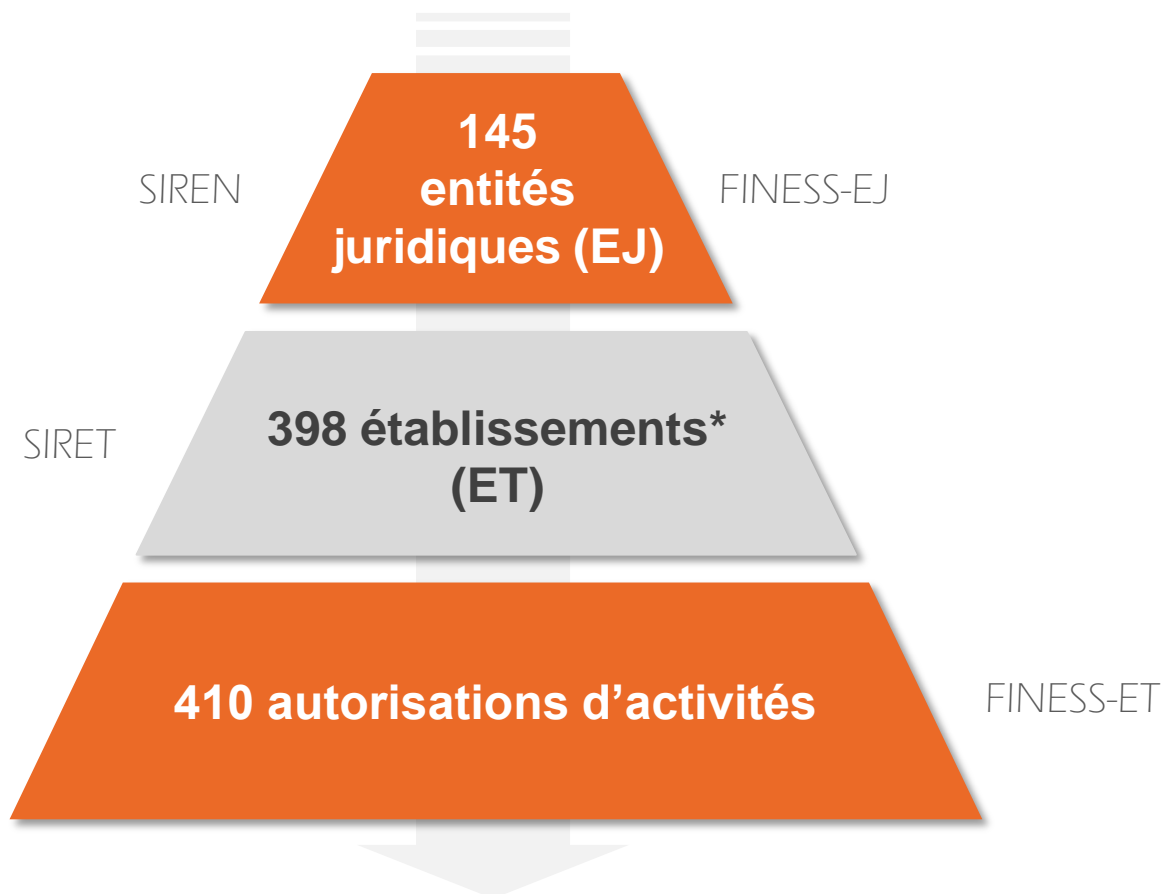 145
entités
juridiques (EJ)
SIREN
FINESS-EJ
398 établissements*
(ET)
SIRET
410 autorisations d’activités
FINESS-ET